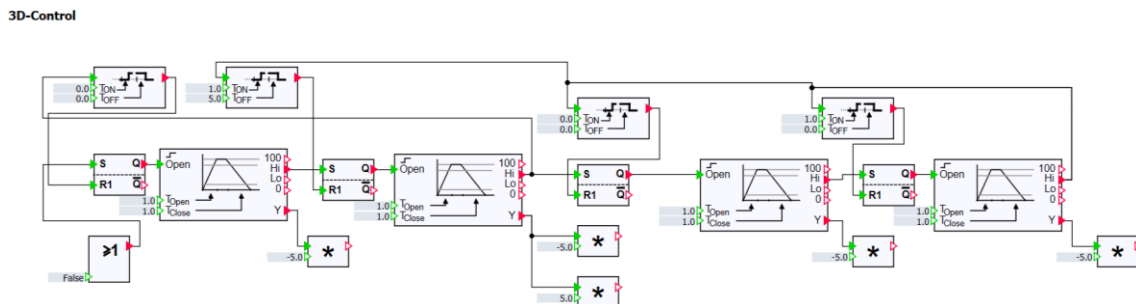 3D-Control
0.0 TON
0.0 TOFF
1.0 TON
5.0 TOFF
0.0 TON
0.0 TOFF
1.0 TON
0.0 TOFF
S Q
R1 Q
Open 100
Hi
Lo
0
1.0 TOpen
1.0 TClose Y
S Q
R1 Q
Open 100
Hi
Lo
0
1.0 TOpen
1.0 TClose Y
S Q
R1 Q
Open 100
Hi
Lo
0
1.0 TOpen
1.0 TClose Y
S Q
R1 Q
Open 100
Hi
Lo
0
1.0 TOpen
1.0 TClose Y
≥1
False
-5.0 *
-5.0 *
5.0 *
-5.0 *
-5.0 *